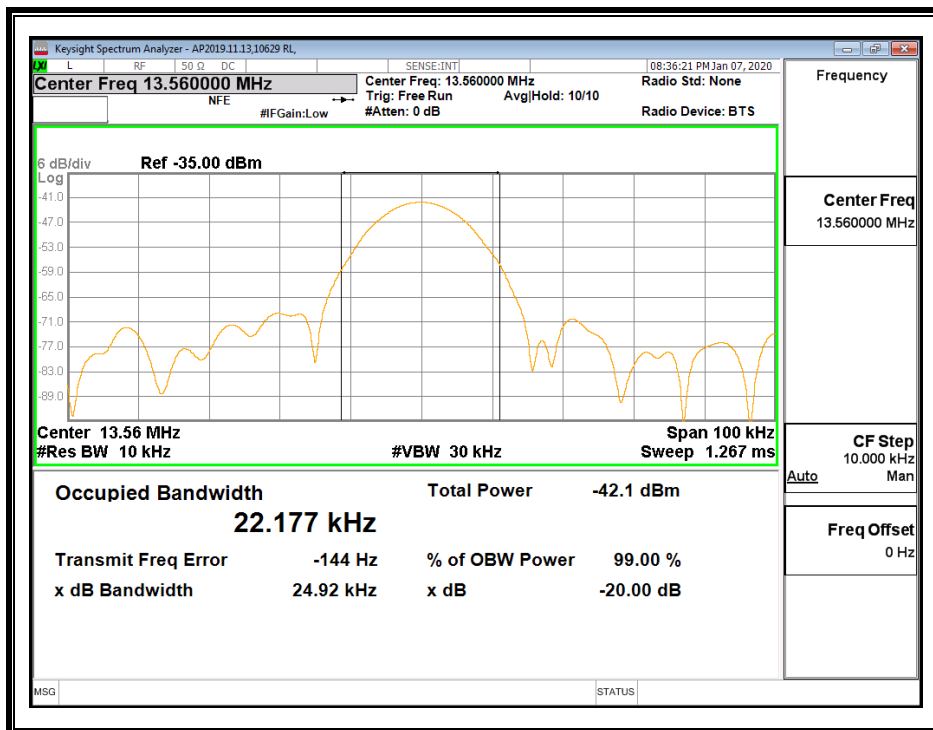 Keysight Spectrum Analyzer - AP2019.11.13,10629 RL,
LXI L RF 50 Ω DC SENSE:INT 08:36:21 PM Jan 07, 2020
Center Freq 13.560000 MHz
NFE
#IFGain:Low
Center Freq: 13.560000 MHz
Trig: Free Run Avg|Hold: 10/10
#Atten: 0 dB
Radio Std: None
Radio Device: BTS
6 dB/div Ref -35.00 dBm
Log
-41.0
-47.0
-53.0
-59.0
-65.0
-71.0
-77.0
-83.0
-89.0
Center 13.56 MHz Span 100 kHz
#Res BW 10 kHz #VBW 30 kHz Sweep 1.267 ms
Occupied Bandwidth Total Power -42.1 dBm
22.177 kHz
Transmit Freq Error -144 Hz % of OBW Power 99.00 %
x dB Bandwidth 24.92 kHz x dB -20.00 dB
MSG STATUS
Frequency
Center Freq
13.560000 MHz
CF Step
10.000 kHz
Auto Man
Freq Offset
0 Hz